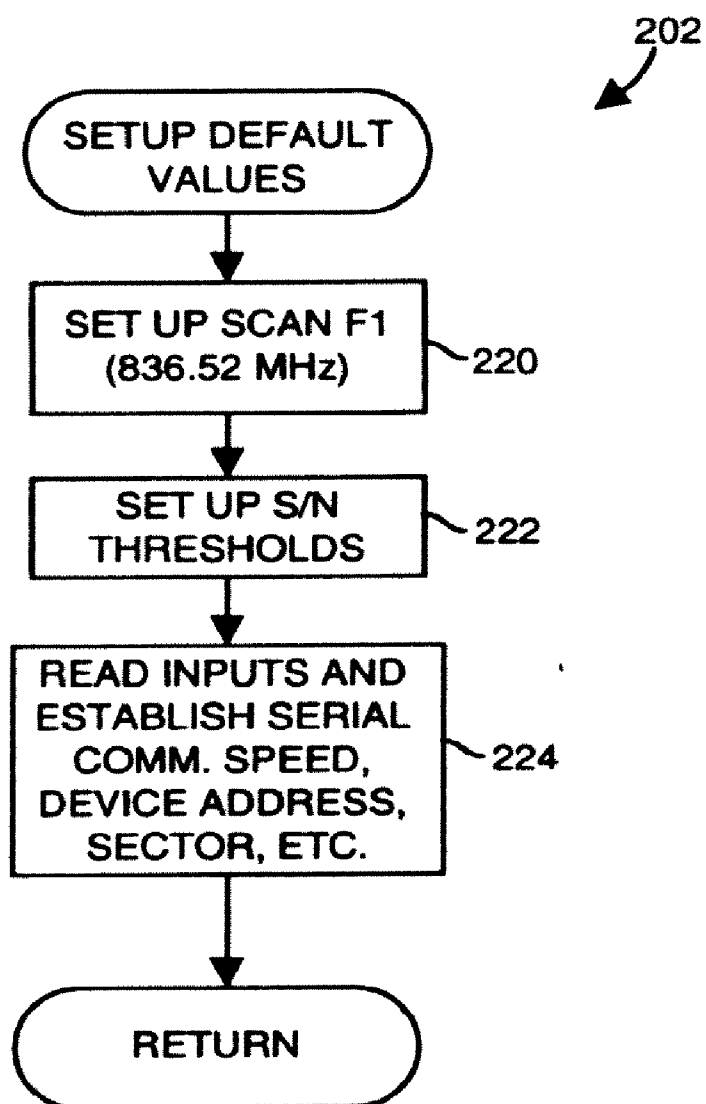 202
SETUP DEFAULT
VALUES
SET UP SCAN F1
(836.52 MHz)
220
SET UP S/N
THRESHOLDS
222
READ INPUTS AND
ESTABLISH SERIAL
COMM. SPEED,
DEVICE ADDRESS,
SECTOR, ETC.
224
RETURN